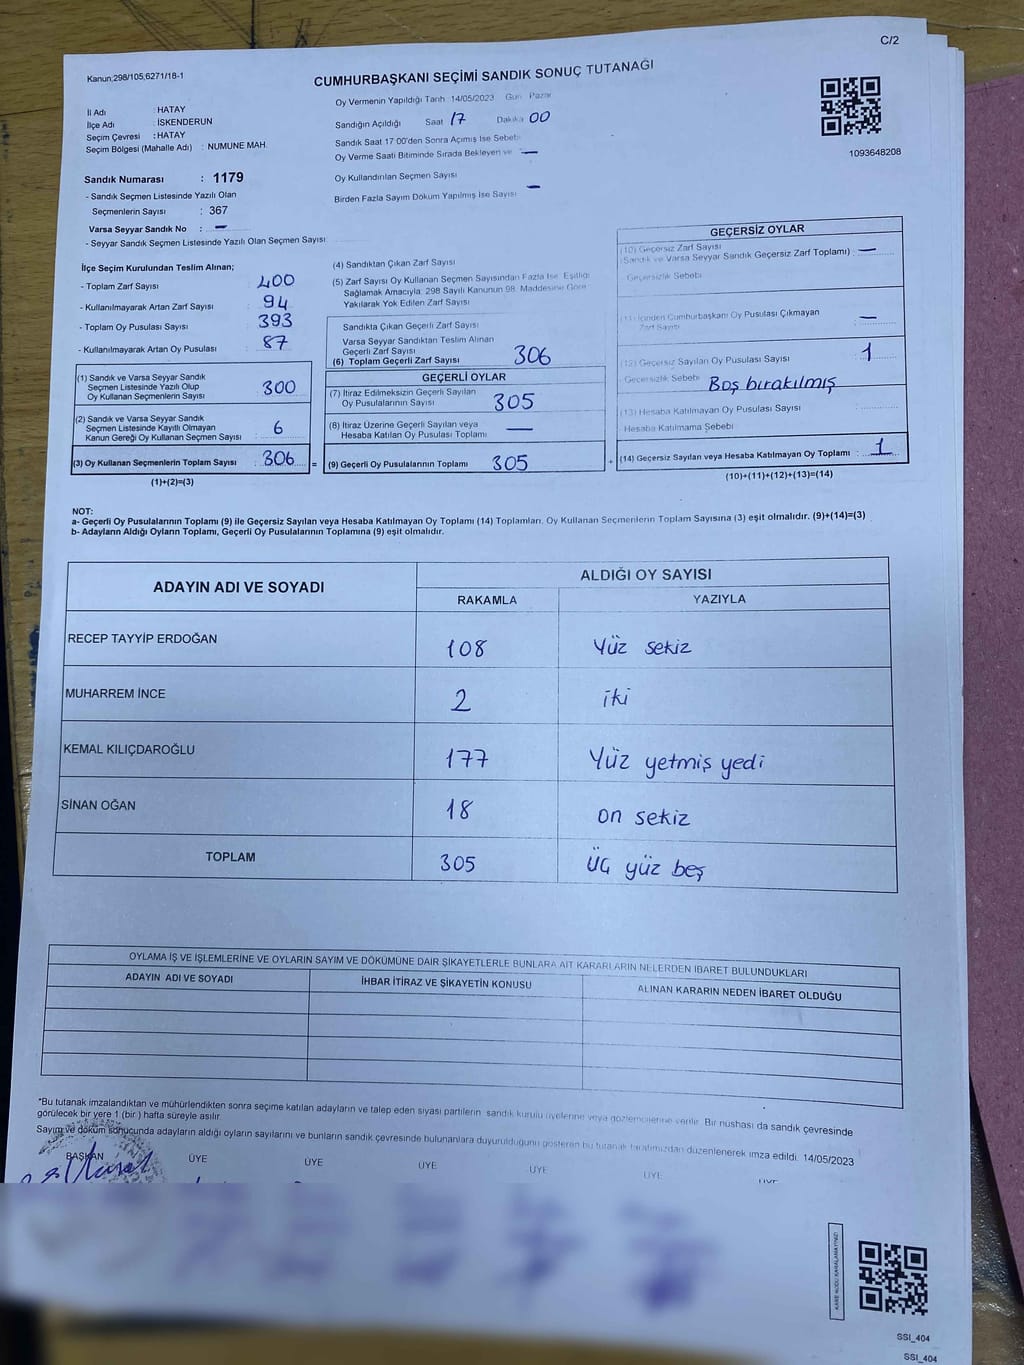 C/2
Kanun;298/105;6271/18-1
CUMHURBAŞKANI SEÇİMİ SANDIK SONUÇ TUTANAĞI
İl Adı : HATAY
İlçe Adı : İSKENDERUN
Seçim Çevresi : HATAY
Seçim Bölgesi (Mahalle Adı) : NUMUNE MAH.
Oy Vermenin Yapıldığı Tarih 14/05/2023 Gün Pazar
Sandığın Açıldığı Saat 17 Dakika 00
Sandık Saat 17:00'den Sonra Açmış İse Sebebi
Oy Verme Saati Bitiminde Sırada Bekleyen ve —
Oy Kullandırılan Seçmen Sayısı
Birden Fazla Sayım Döküm Yapılmış İse Sayısı —
1093648208
Sandık Numarası : 1179
- Sandık Seçmen Listesinde Yazılı Olan
Seçmenlerin Sayısı : 367
Varsa Seyyar Sandık No : —
- Seyyar Sandık Seçmen Listesinde Yazılı Olan Seçmen Sayısı
İlçe Seçim Kurulundan Teslim Alınan;
- Toplam Zarf Sayısı 400
- Kullanılmayarak Artan Zarf Sayısı 94
- Toplam Oy Pusulası Sayısı 393
- Kullanılmayarak Artan Oy Pusulası 87
(1) Sandık ve Varsa Seyyar Sandık
Seçmen Listesinde Yazılı Olup
Oy Kullanan Seçmenlerin Sayısı 300
(2) Sandık ve Varsa Seyyar Sandık
Seçmen Listesinde Kayıtlı Olmayan
Kanun Gereği Oy Kullanan Seçmen Sayısı 6
(3) Oy Kullanan Seçmenlerin Toplam Sayısı 306 =
(1)+(2)=(3)
(4) Sandıktan Çıkan Zarf Sayısı
(5) Zarf Sayısı Oy Kullanan Seçmen Sayısından Fazla İse, Eşitliği
Sağlamak Amacıyla, 298 Sayılı Kanunun 98. Maddesine Göre
Yakılarak Yok Edilen Zarf Sayısı
Sandıkta Çıkan Geçerli Zarf Sayısı
Varsa Seyyar Sandıktan Teslim Alınan
Geçerli Zarf Sayısı
(6) Toplam Geçerli Zarf Sayısı 306
GEÇERLİ OYLAR
(7) İtiraz Edilmeksizin Geçerli Sayılan
Oy Pusulalarının Sayısı 305
(8) İtiraz Üzerine Geçerli Sayılan veya
Hesaba Katılan Oy Pusulası Toplamı —
(9) Geçerli Oy Pusulalarının Toplamı 305 +
GEÇERSİZ OYLAR
(10) Geçersiz Zarf Sayısı
(Sandık ve Varsa Seyyar Sandık Geçersiz Zarf Toplamı) —
Geçersizlik Sebebi
(11) İçinden Cumhurbaşkanı Oy Pusulası Çıkmayan
Zarf Sayısı —
(12) Geçersiz Sayılan Oy Pusulası Sayısı 1
Geçersizlik Sebebi Boş bırakılmış
(13) Hesaba Katılmayan Oy Pusulası Sayısı
Hesaba Katılmama Sebebi
(14) Geçersiz Sayılan veya Hesaba Katılmayan Oy Toplamı : 1
(10)+(11)+(12)+(13)=(14)
NOT:
a- Geçerli Oy Pusulalarının Toplamı (9) ile Geçersiz Sayılan veya Hesaba Katılmayan Oy Toplamı (14) Toplamları, Oy Kullanan Seçmenlerin Toplam Sayısına (3) eşit olmalıdır. (9)+(14)=(3)
b- Adayların Aldığı Oyların Toplamı, Geçerli Oy Pusulalarının Toplamına (9) eşit olmalıdır.
ADAYIN ADI VE SOYADI
ALDIĞI OY SAYISI
RAKAMLA YAZIYLA
RECEP TAYYİP ERDOĞAN 108 Yüz sekiz
MUHARREM İNCE 2 iki
KEMAL KILIÇDAROĞLU 177 Yüz yetmiş yedi
SİNAN OĞAN 18 on sekiz
TOPLAM 305 üç yüz beş
OYLAMA İŞ VE İŞLEMLERİNE VE OYLARIN SAYIM VE DÖKÜMÜNE DAİR ŞİKAYETLERLE BUNLARA AİT KARARLARIN NELERDEN İBARET BULUNDUKLARI
ADAYIN ADI VE SOYADI İHBAR İTİRAZ VE ŞİKAYETİN KONUSU ALINAN KARARIN NEDEN İBARET OLDUĞU
*Bu tutanak imzalandıktan ve mühürlendikten sonra seçime katılan adayların ve talep eden siyasi partilerin sandık kurulu üyelerine veya gözlemcilerine verilir. Bir nüshası da sandık çevresinde
görülecek bir yere 1 (bir ) hafta süreyle asılır.
Sayım ve döküm sonucunda adayların aldığı oyların sayılarını ve bunların sandık çevresinde bulunanlara duyurulduğunu gösteren bu tutanak tarafımızdan düzenlenerek imza edildi. 14/05/2023
BAŞKAN ÜYE ÜYE ÜYE ÜYE ÜYE ÜYE
KARE KODU KARALAMAYINIZ!
SSI_404
SSI_404